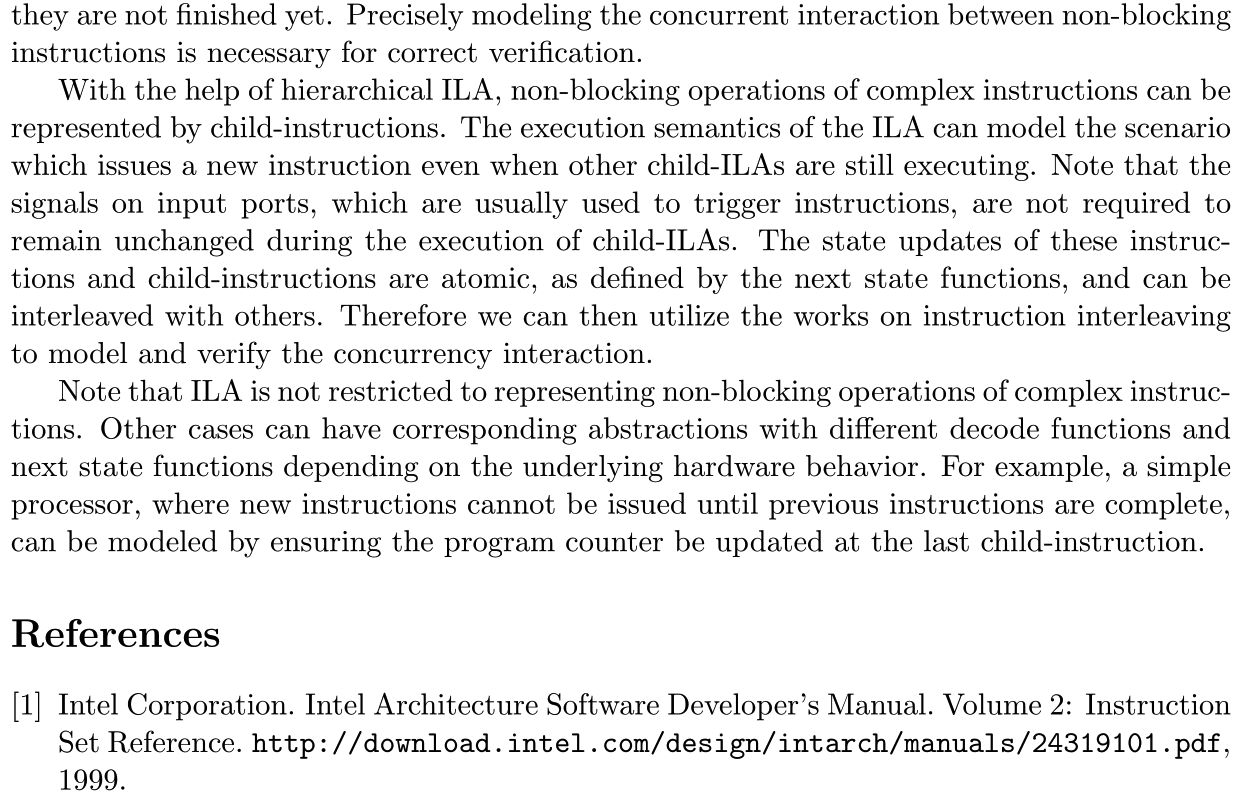 they are not finished yet. Precisely modeling the concurrent interaction between non-blocking
instructions is necessary for correct verification.
With the help of hierarchical ILA, non-blocking operations of complex instructions can be
represented by child-instructions. The execution semantics of the ILA can model the scenario
which issues a new instruction even when other child-ILAs are still executing. Note that the
signals on input ports, which are usually used to trigger instructions, are not required to
remain unchanged during the execution of child-ILAs. The state updates of these instruc-
tions and child-instructions are atomic, as defined by the next state functions, and can be
interleaved with others. Therefore we can then utilize the works on instruction interleaving
to model and verify the concurrency interaction.
Note that ILA is not restricted to representing non-blocking operations of complex instruc-
tions. Other cases can have corresponding abstractions with different decode functions and
next state functions depending on the underlying hardware behavior. For example, a simple
processor, where new instructions cannot be issued until previous instructions are complete,
can be modeled by ensuring the program counter be updated at the last child-instruction.
References
[1] Intel Corporation. Intel Architecture Software Developer's Manual. Volume 2: Instruction
Set Reference. http://download.intel.com/design/intarch/manuals/24319101.pdf,
1999.